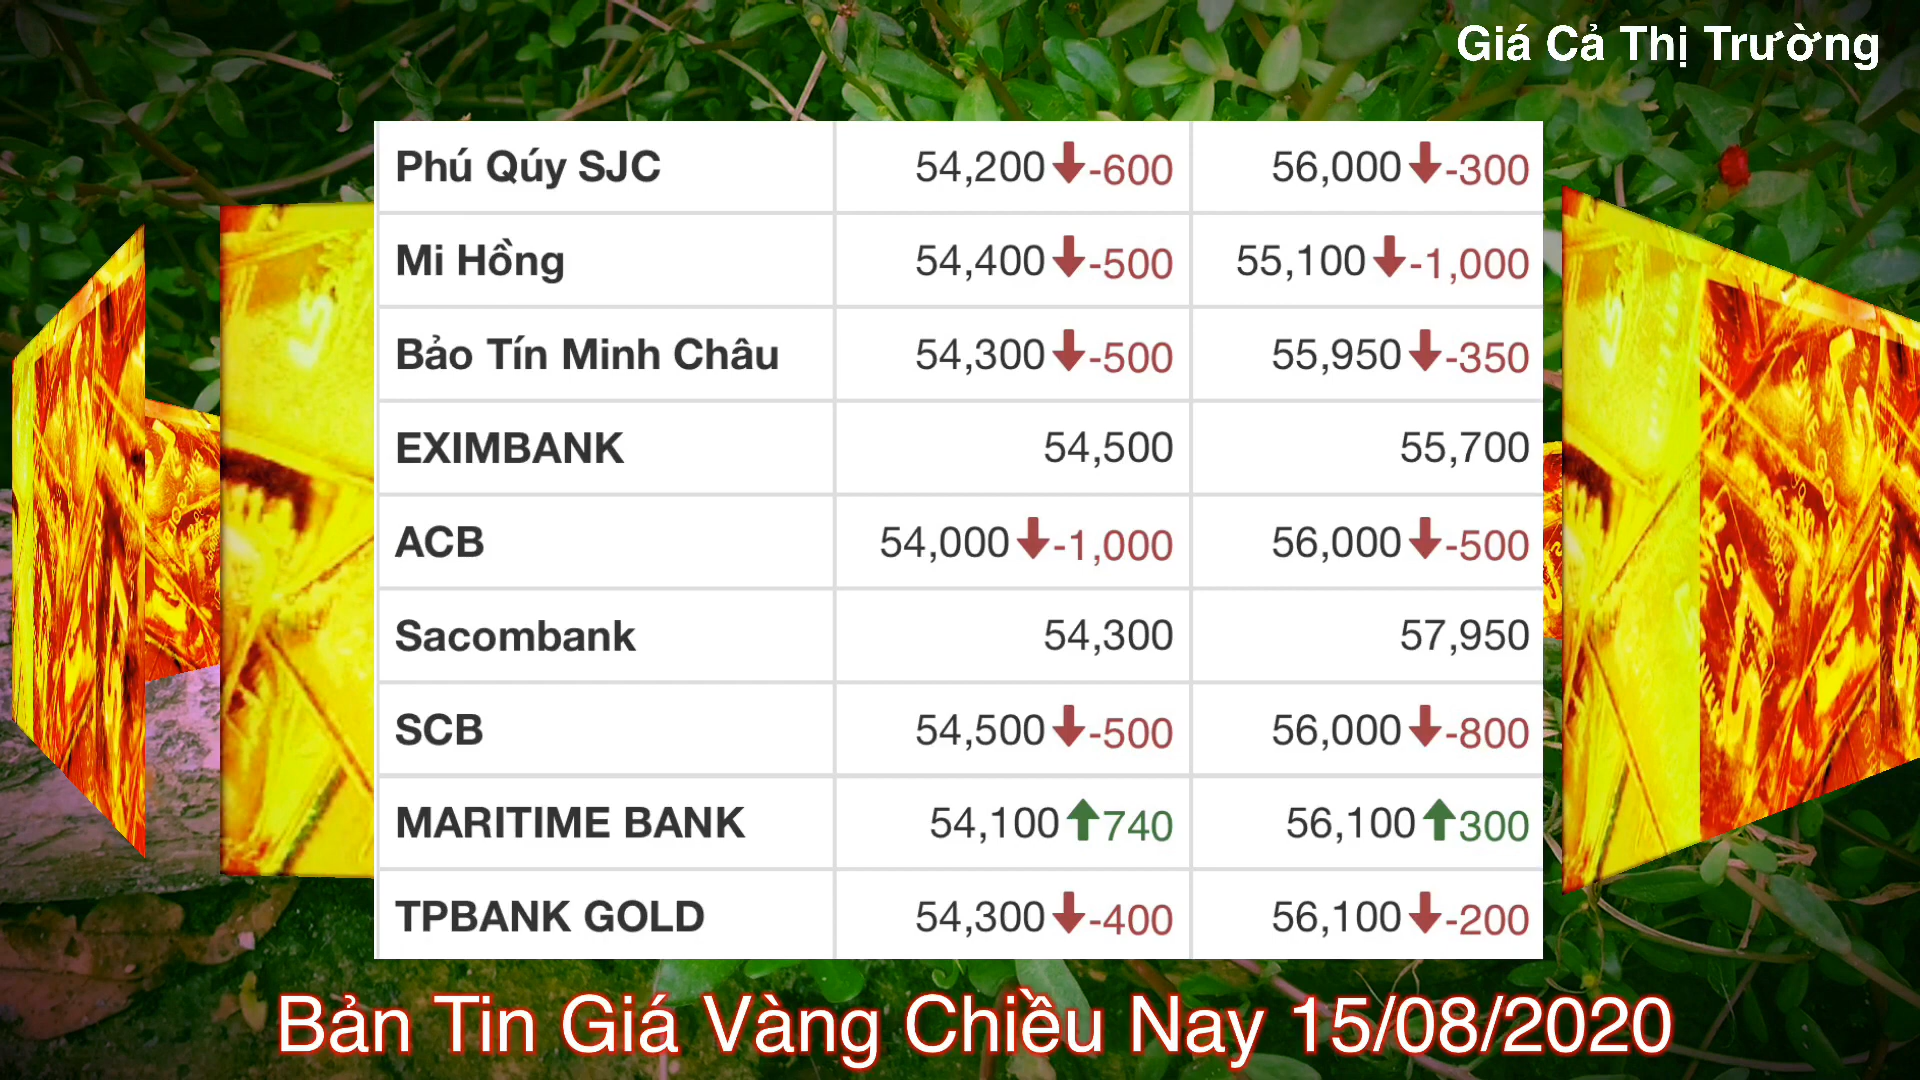 Giá Cả Thị Trường
Phú Qúy SJC 54,200 -600 56,000 -300
Mi Hồng 54,400 -500 55,100 -1,000
Bảo Tín Minh Châu 54,300 -500 55,950 -350
EXIMBANK 54,500 55,700
ACB 54,000 -1,000 56,000 -500
Sacombank 54,300 57,950
SCB 54,500 -500 56,000 -800
MARITIME BANK 54,100 740 56,100 300
TPBANK GOLD 54,300 -400 56,100 -200
Bản Tin Giá Vàng Chiều Nay 15/08/2020